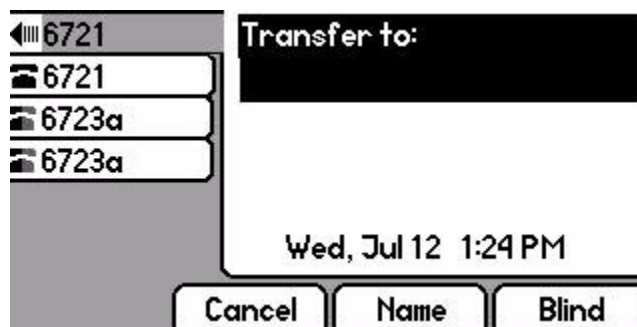 6721
6721
6723a
6723a
Transfer to:
Wed, Jul 12 1:24 PM
Cancel Name Blind